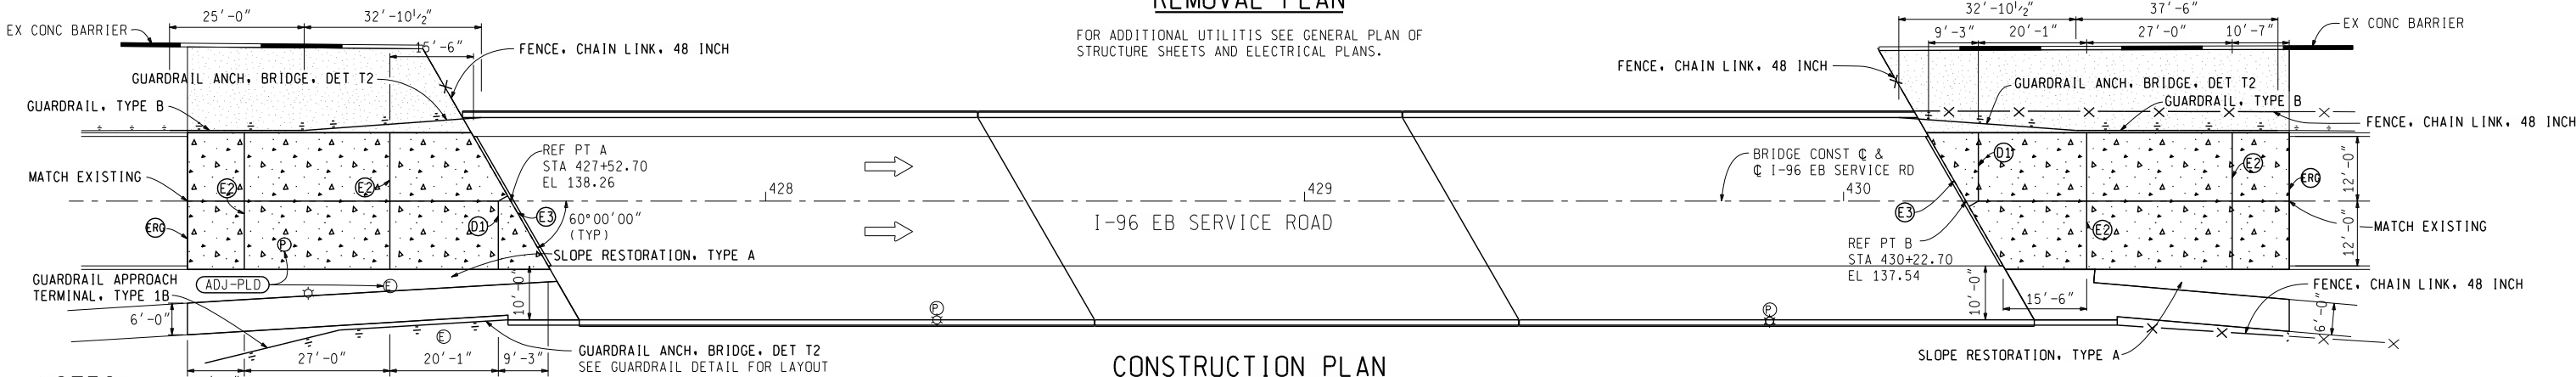 REMOVAL PLAN
25'-0"
32'-10½"
EX CONC BARRIER
15'-6"
FENCE, CHAIN LINK, 48 INCH
GUARDRAIL ANCH, BRIDGE, DET T2
GUARDRAIL, TYPE B
FOR ADDITIONAL UTILITIS SEE GENERAL PLAN OF
STRUCTURE SHEETS AND ELECTRICAL PLANS.
32'-10½"
37'-6"
9'-3"
20'-1"
27'-0"
10'-7"
EX CONC BARRIER
FENCE, CHAIN LINK, 48 INCH
GUARDRAIL ANCH, BRIDGE, DET T2
GUARDRAIL, TYPE B
FENCE, CHAIN LINK, 48 INCH
REF PT A
STA 427+52.70
EL 138.26
MATCH EXISTING
E2
E2
ERG
P
D1
E3
60°00'00"
(TYP)
428
429
430
I-96 EB SERVICE ROAD
BRIDGE CONST ℄ &
℄ I-96 EB SERVICE RD
D1
E2
ERG
12'-0"
12'-0"
E3
E2
MATCH EXISTING
REF PT B
STA 430+22.70
EL 137.54
SLOPE RESTORATION, TYPE A
GUARDRAIL APPROACH
TERMINAL, TYPE 1B
ADJ-PLD
E
10'-0"
6'-0"
E
P
P
10'-0"
15'-6"
FENCE, CHAIN LINK, 48 INCH
6'-0"
27'-0"
20'-1"
9'-3"
GUARDRAIL ANCH, BRIDGE, DET T2
SEE GUARDRAIL DETAIL FOR LAYOUT
SLOPE RESTORATION, TYPE A
CONSTRUCTION PLAN